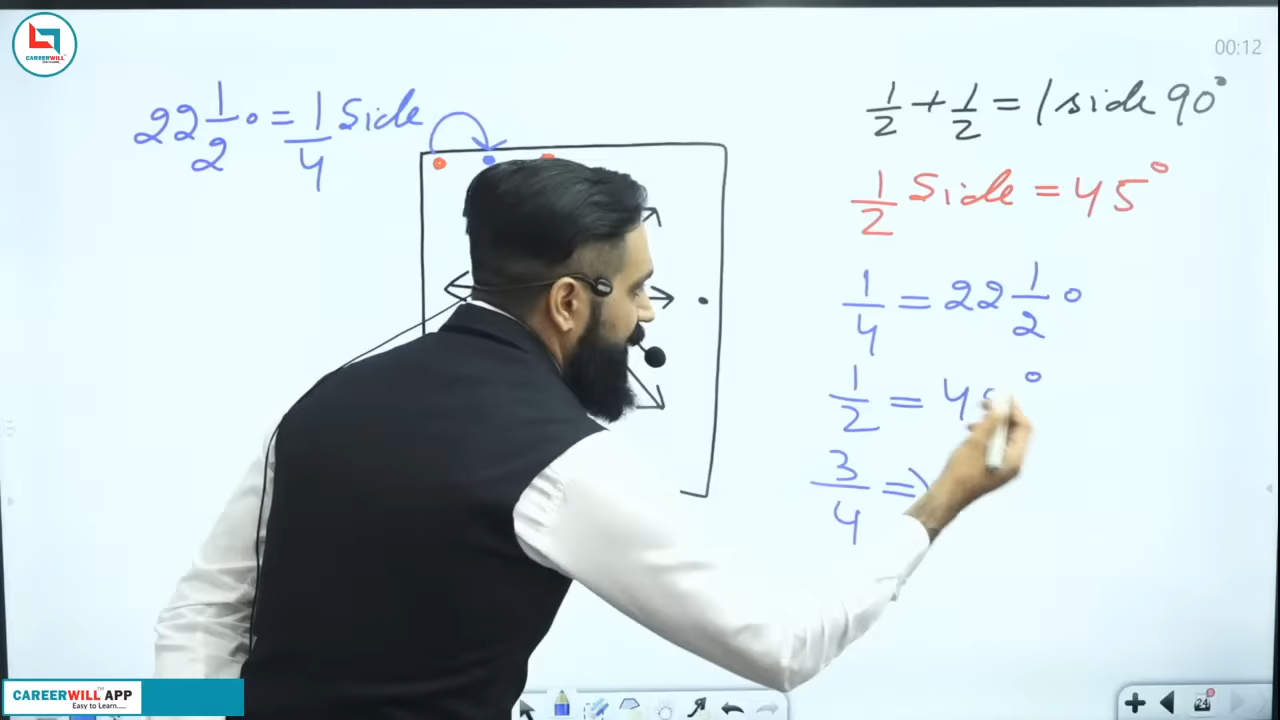 CAREERWILL
00:12
22 1/2° = 1/4 Side
1/2 + 1/2 = 1 side 90°
1/2 Side = 45°
1/4 = 22 1/2°
1/2 = 45°
3/4 =>
CAREERWILL APP
Easy to Learn.....
24